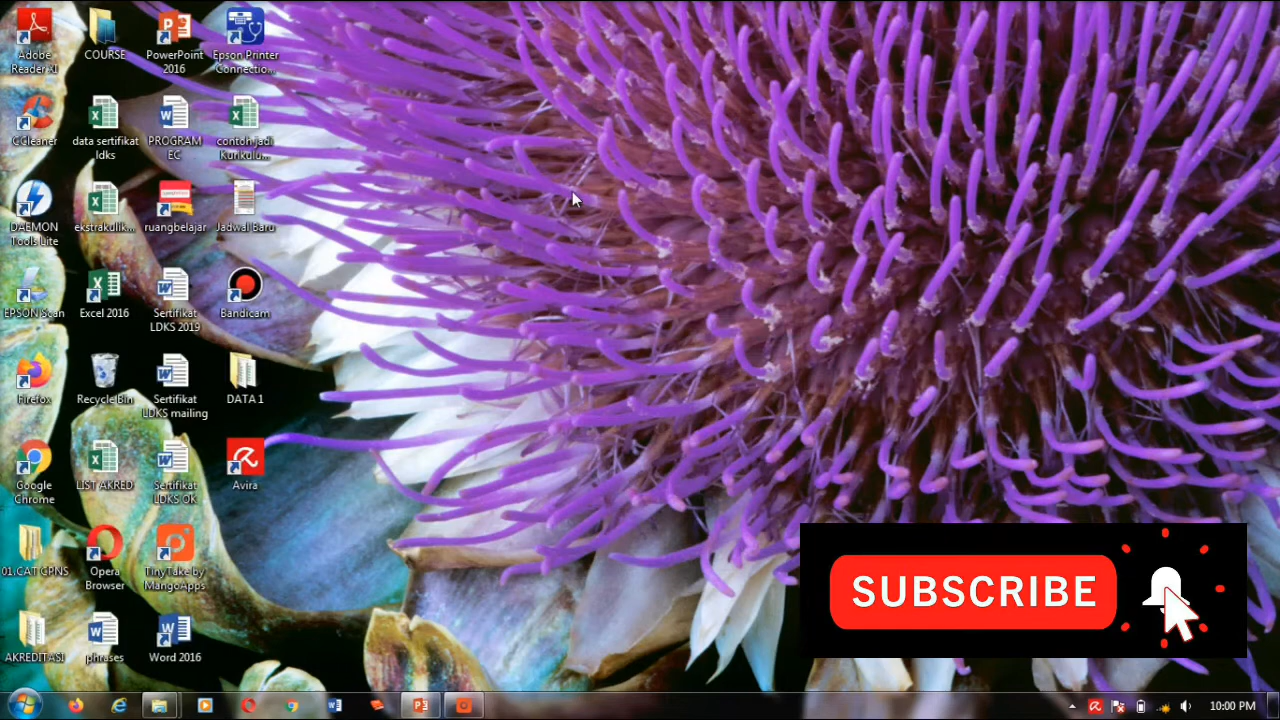 Adobe
Reader XI
COURSE
PowerPoint
2016
Epson Printer
Connectio...
CCleaner
data sertifikat
ldks
PROGRAM
EC
contoh jadi
Kurikulu...
DAEMON
Tools Lite
ekstrakulik...
ruangbelajar
Jadwal Baru
EPSON Scan
Excel 2016
Sertifikat
LDKS 2019
Bandicam
Firefox
Recycle Bin
Sertifikat
LDKS mailing
DATA 1
Google
Chrome
LIST AKRED
Sertifikat
LDKS OK
Avira
01.CAT CPNS
Opera
Browser
TinyTake by
MangoApps
AKREDITASI
phrases
Word 2016
SUBSCRIBE
10:00 PM